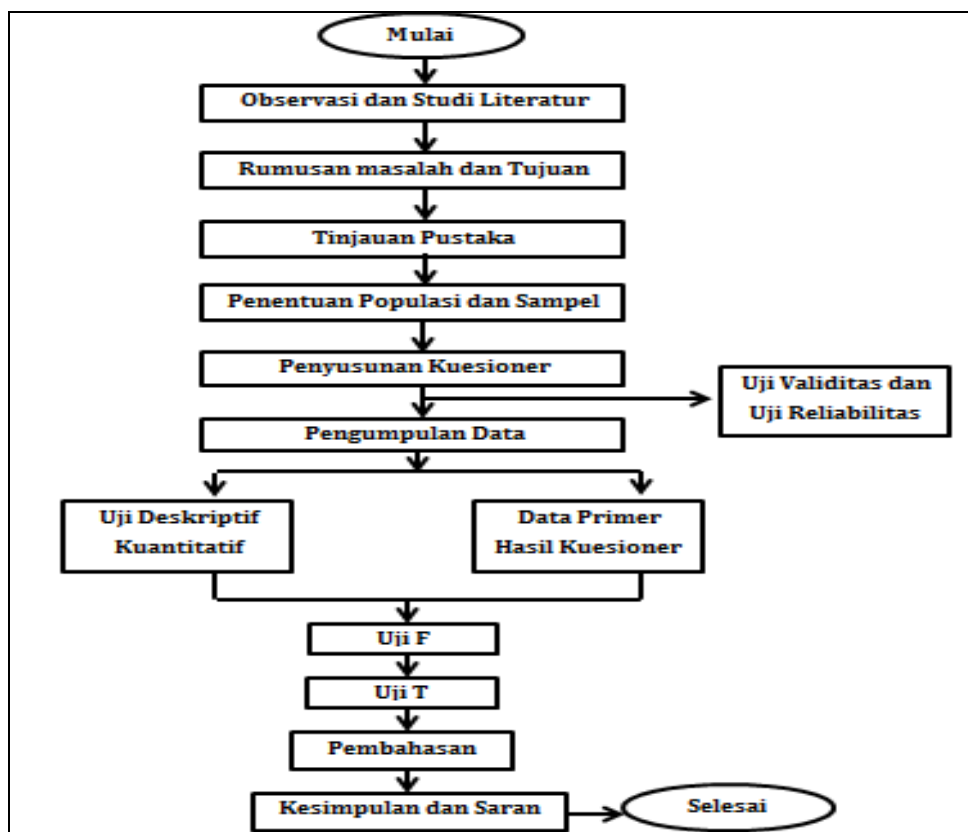 Mulai
Observasi dan Studi Literatur
Rumusan masalah dan Tujuan
Tinjauan Pustaka
Penentuan Populasi dan Sampel
Penyusunan Kuesioner
Uji Validitas dan
Uji Reliabilitas
Pengumpulan Data
Uji Deskriptif
Kuantitatif
Data Primer
Hasil Kuesioner
Uji F
Uji T
Pembahasan
Kesimpulan dan Saran
Selesai